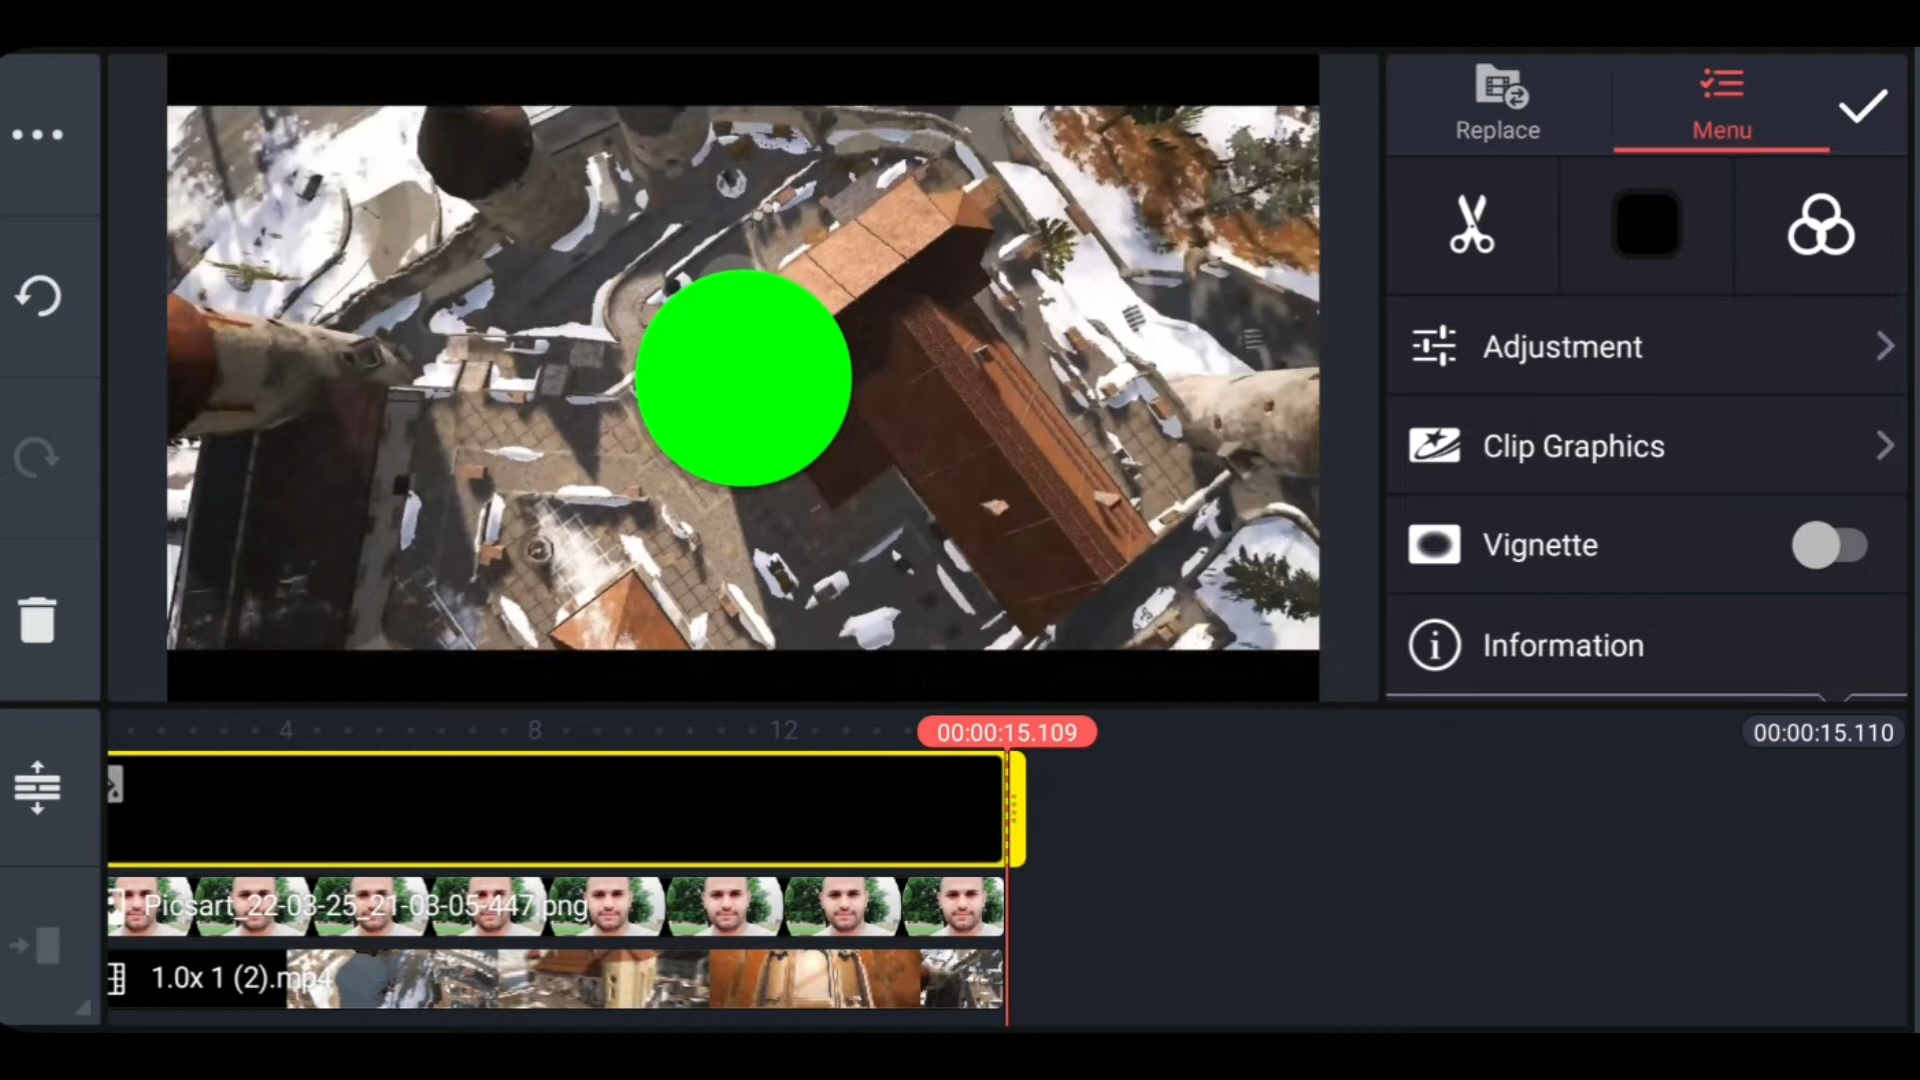 Replace
Menu
Adjustment
Clip Graphics
Vignette
Information
4
8
12
00:00:15.109
00:00:15.110
Picsart_22-03-25_21-03-05-447.png
1.0x 1 (2).mp4